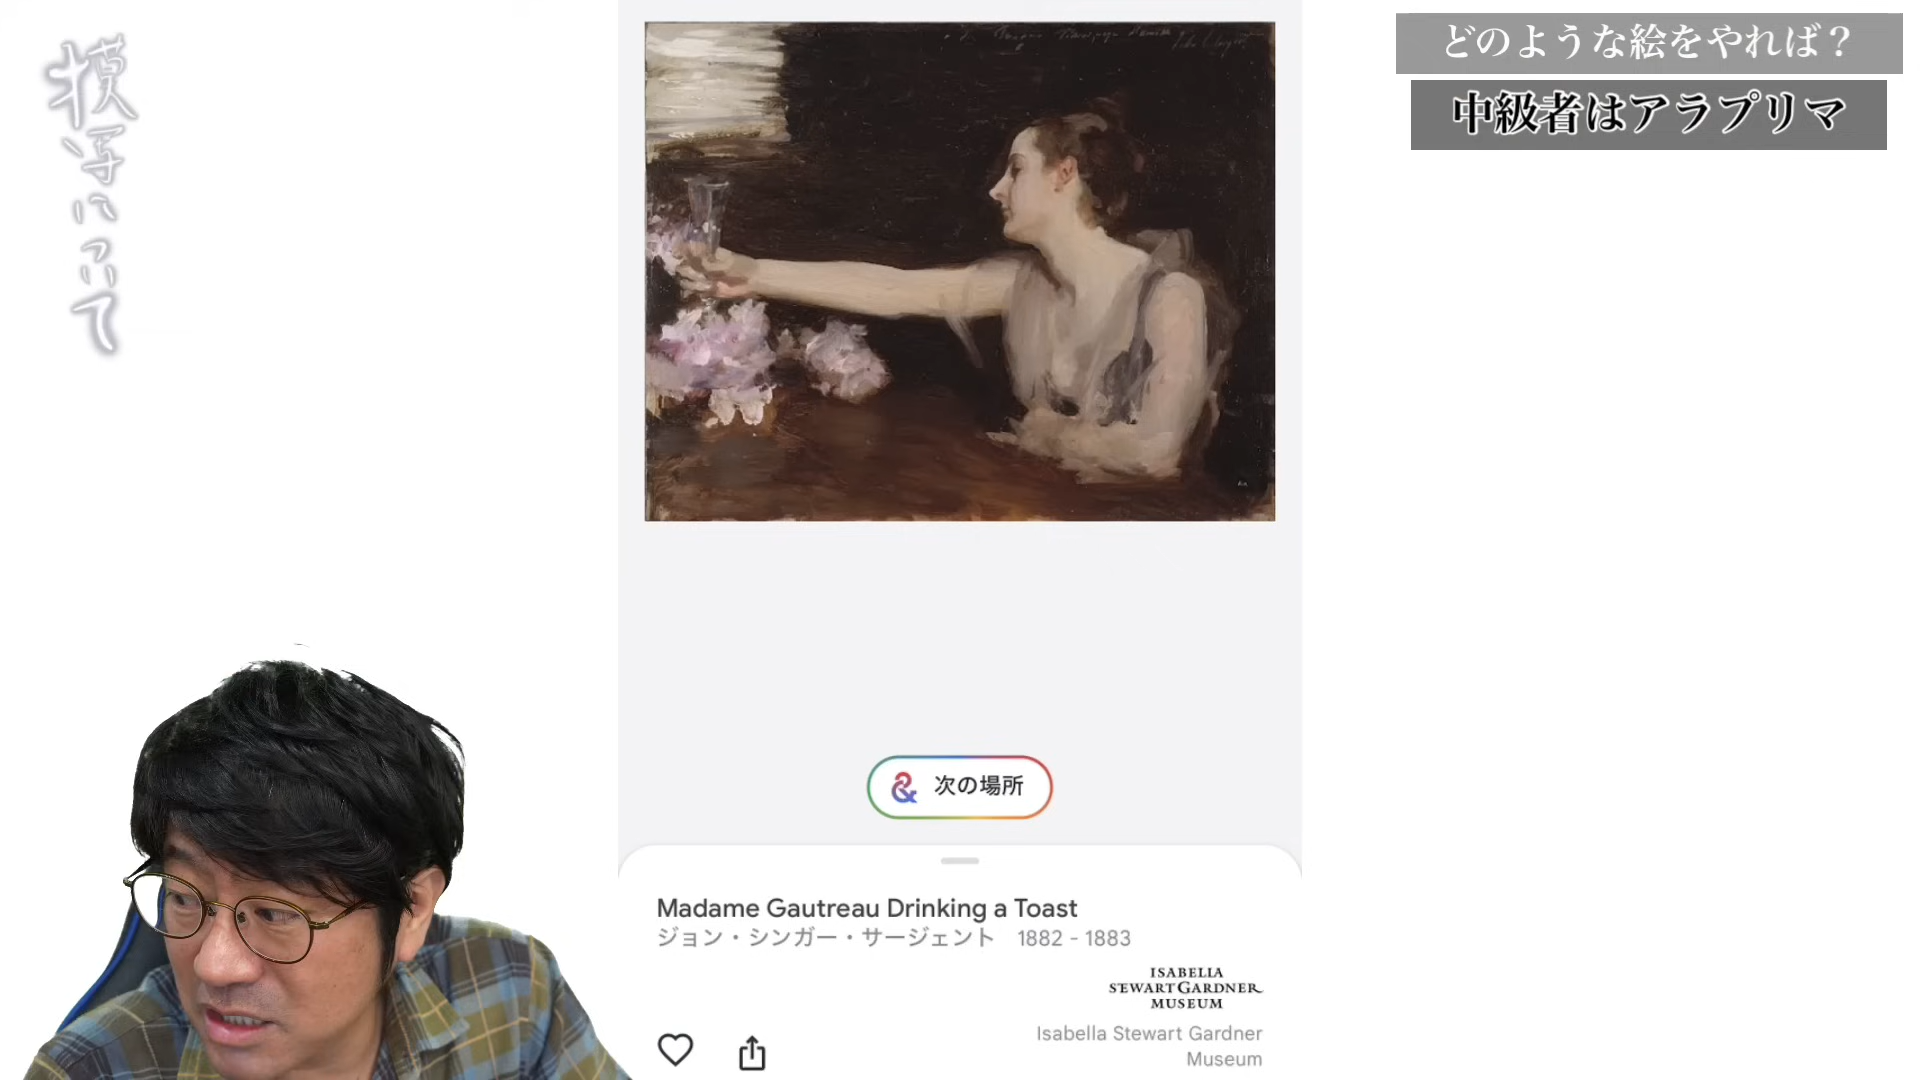 模写について
どのような絵をやれば？
中級者はアラプリマ
次の場所
Madame Gautreau Drinking a Toast
ジョン・シンガー・サージェント 1882 - 1883
ISABELLA
STEWART GARDNER
MUSEUM
Isabella Stewart Gardner
Museum